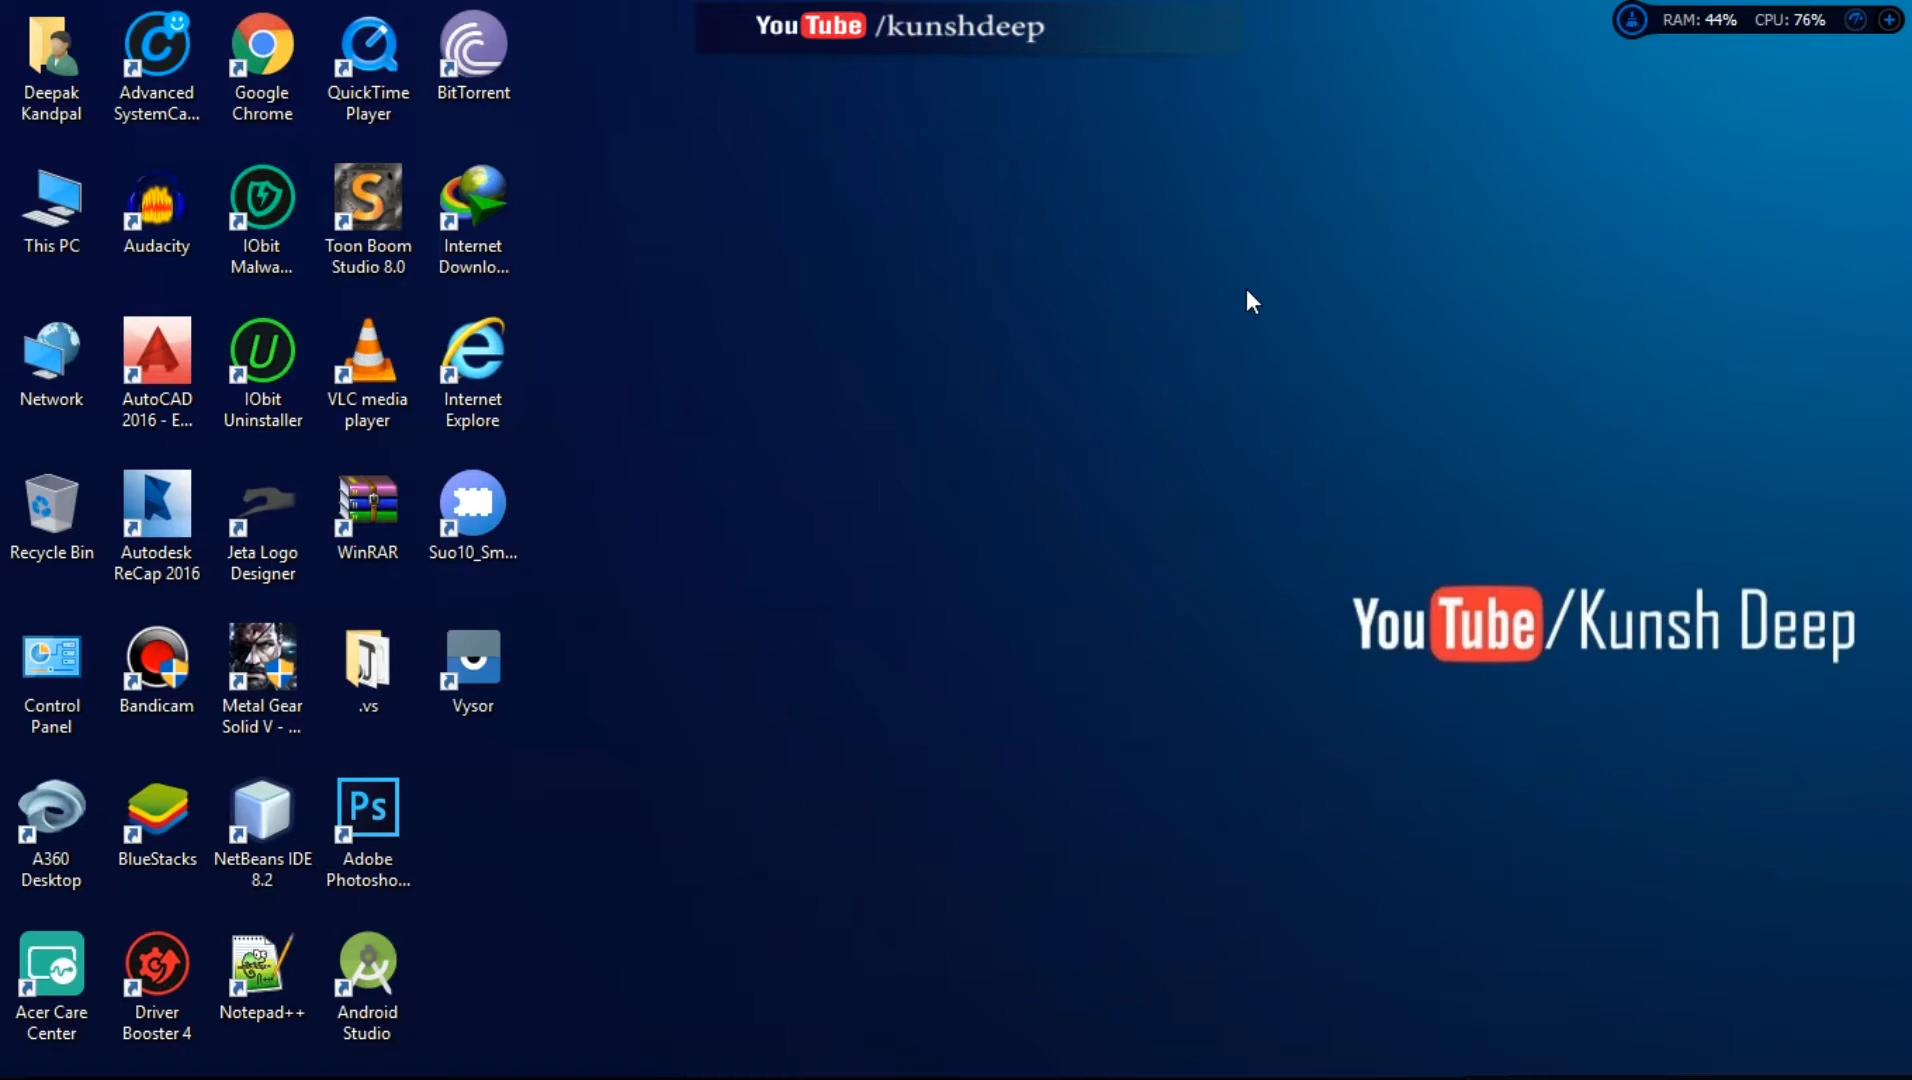 YouTube /kunshdeep
RAM: 44% CPU: 76%
Deepak
Kandpal
Advanced
SystemCa...
Google
Chrome
QuickTime
Player
BitTorrent
This PC
Audacity
IObit
Malwa...
Toon Boom
Studio 8.0
Internet
Downlo...
Network
AutoCAD
2016 - E...
IObit
Uninstaller
VLC media
player
Internet
Explore
Recycle Bin
Autodesk
ReCap 2016
Jeta Logo
Designer
WinRAR
Suo10_Sm...
YouTube/Kunsh Deep
Control
Panel
Bandicam
Metal Gear
Solid V - ...
.vs
Vysor
A360
Desktop
BlueStacks
NetBeans IDE
8.2
Ps
Adobe
Photosho...
Acer Care
Center
Driver
Booster 4
Notepad++
Android
Studio